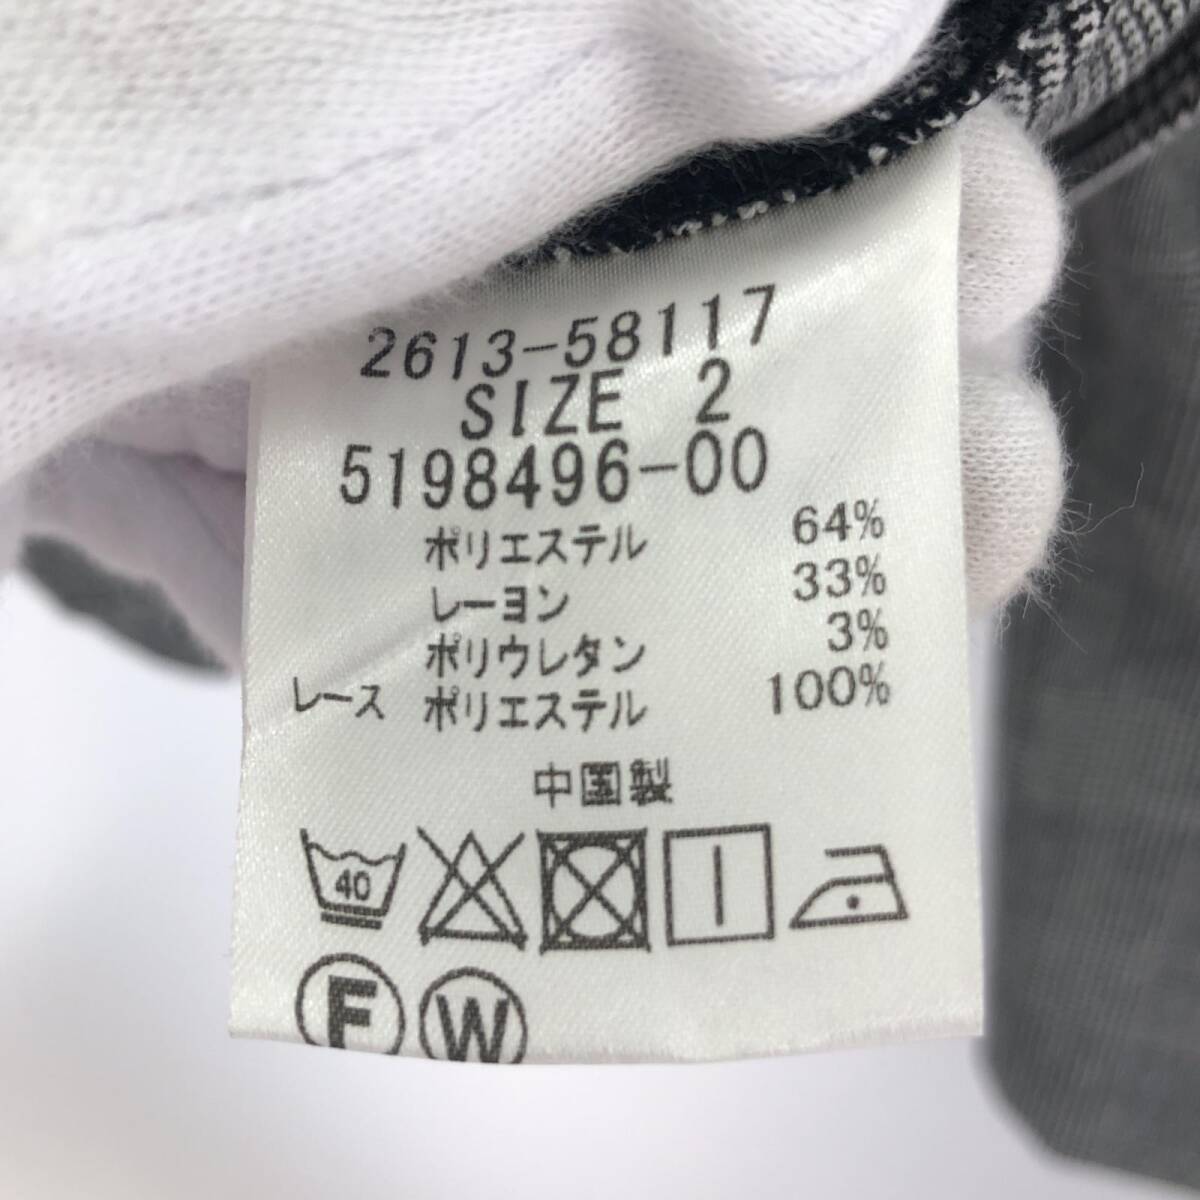 2613-58117
SIZE 2
5198496-00
ポリエステル 64%
レーヨン 33%
ポリウレタン 3%
レース ポリエステル 100%
中国製
40
F W